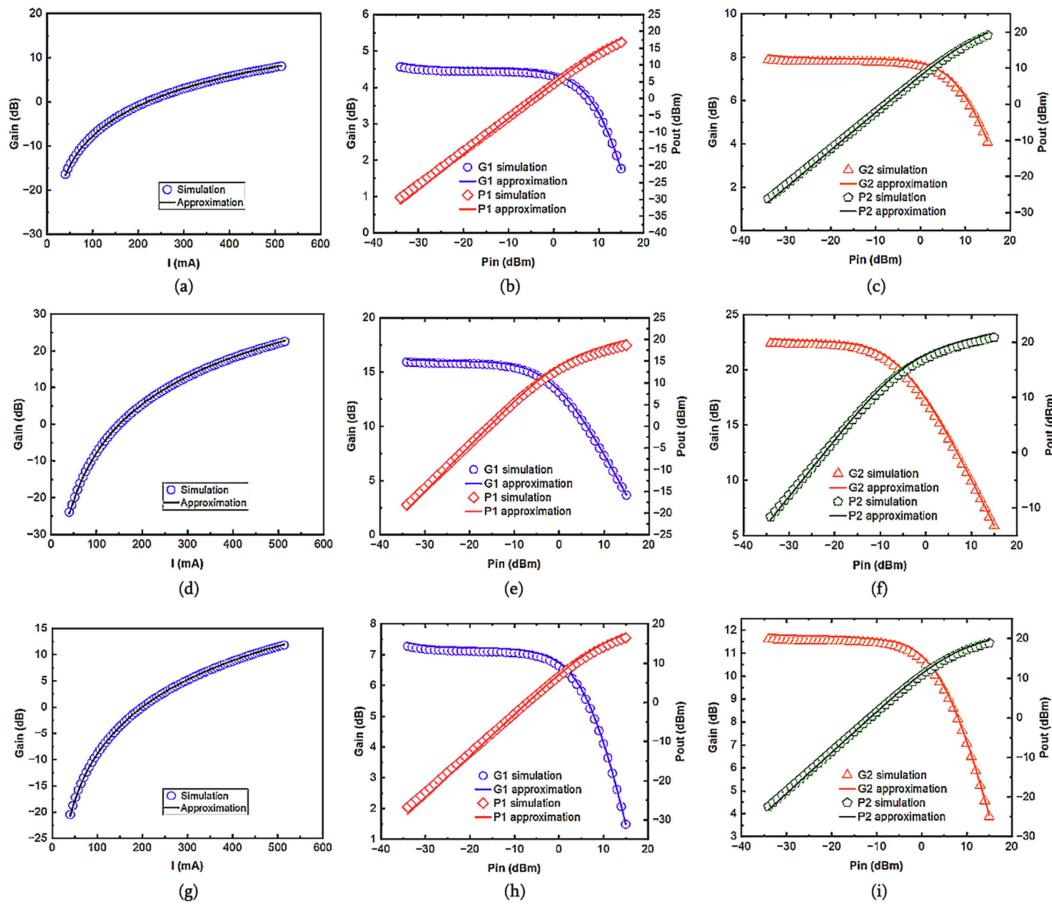 20
10
0
−10
−20
−30
Gain (dB)
Simulation
Approximation
0 100 200 300 400 500 600
I (mA)
(a)
6
5
4
3
2
1
0
Gain (dB)
G1 simulation
G1 approximation
P1 simulation
P1 approximation
25
20
15
10
5
0
−5
−10
−15
−20
−25
−30
−35
−40
Pout (dBm)
−40 −30 −20 −10 0 10 20
Pin (dBm)
(b)
10
8
6
4
2
0
Gain (dB)
G2 simulation
G2 approximation
P2 simulation
P2 approximation
20
10
0
−10
−20
−30
Pout (dBm)
−40 −30 −20 −10 0 10 20
Pin (dBm)
(c)
30
20
10
0
−10
−20
−30
Gain (dB)
Simulation
Approximation
0 100 200 300 400 500 600
I (mA)
(d)
20
15
10
5
0
Gain (dB)
G1 simulation
G1 approximation
P1 simulation
P1 approximation
25
20
15
10
5
0
−5
−10
−15
−20
−25
Pout (dBm)
−40 −30 −20 −10 0 10 20
Pin (dBm)
(e)
25
20
15
10
5
Gain (dB)
G2 simulation
G2 approximation
P2 simulation
P2 approximation
20
10
0
−10
Pout (dBm)
−40 −30 −20 −10 0 10 20
Pin (dBm)
(f)
15
10
5
0
−5
−10
−15
−20
−25
Gain (dB)
Simulation
Approximation
0 100 200 300 400 500 600
I (mA)
(g)
8
7
6
5
4
3
2
1
Gain (dB)
G1 simulation
G1 approximation
P1 simulation
P1 approximation
10
0
−10
−20
−30
Pout (dBm)
−40 −30 −20 −10 0 10 20
Pin (dBm)
(h)
12
11
10
9
8
7
6
5
4
3
Gain (dB)
G2 simulation
G2 approximation
P2 simulation
P2 approximation
20
10
0
−10
−20
−30
Pout (dBm)
−40 −30 −20 −10 0 10 20
Pin (dBm)
(i)